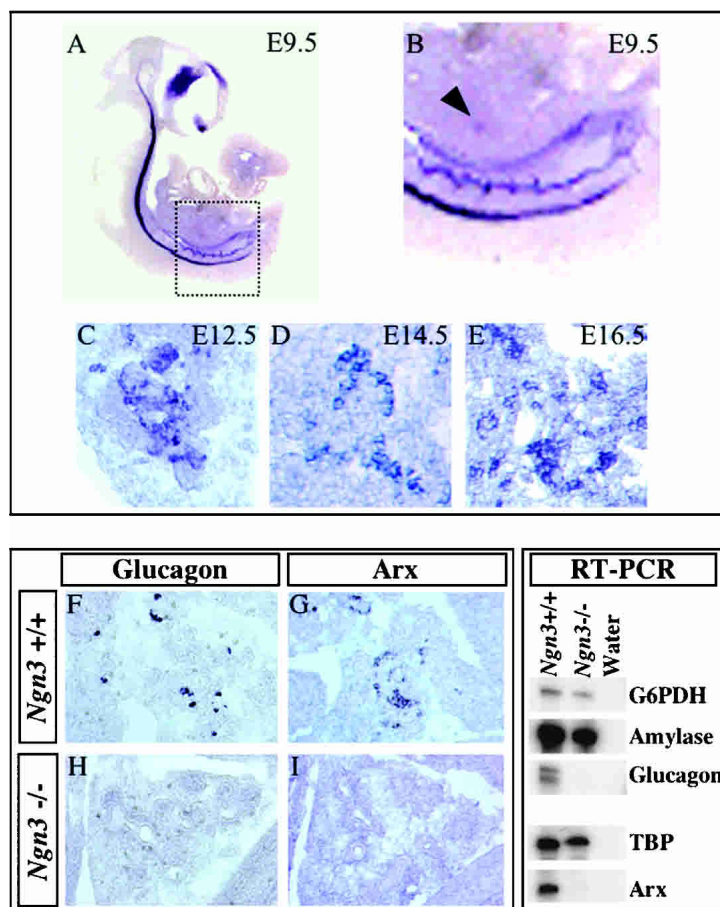 A E9.5
B E9.5
C E12.5
D E14.5
E E16.5
Glucagon
Arx
RT-PCR
Ngn3 +/+
F
G
Ngn3 -/-
H
I
Ngn3+/+
Ngn3-/-
Water
G6PDH
Amylase
Glucagon
TBP
Arx